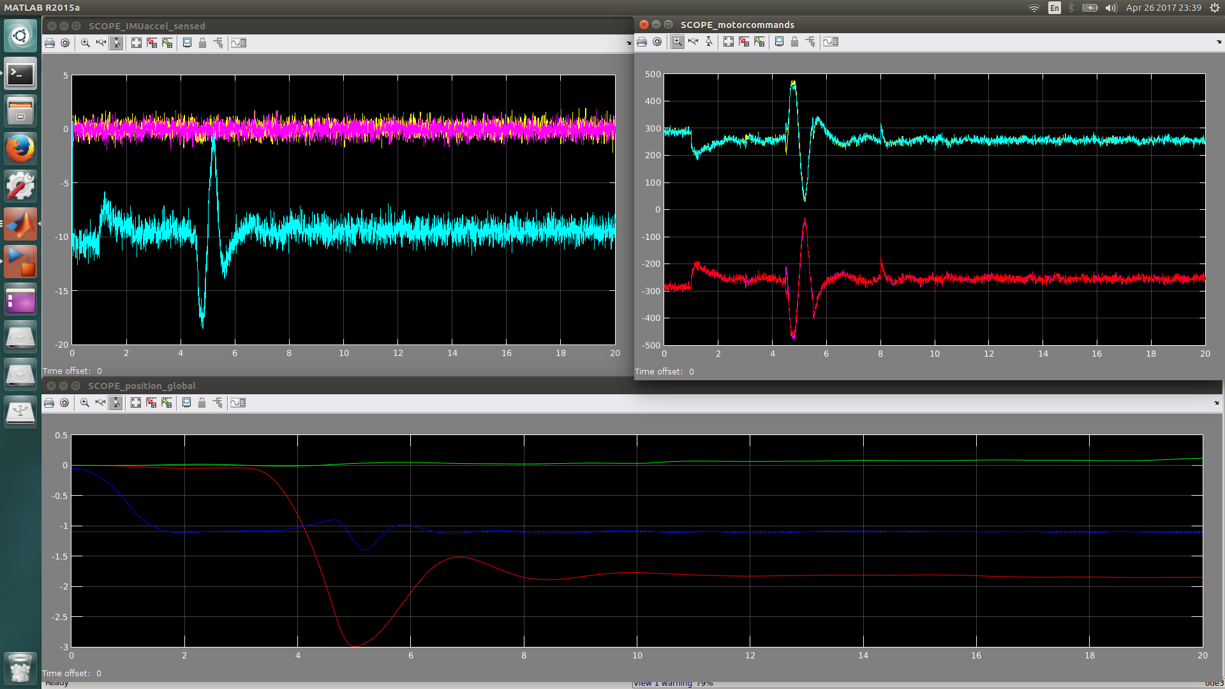 MATLAB R2015a
En
Apr 26 2017 23:39
SCOPE_IMUaccel_sensed
5
0
-5
-10
-15
-20
0 2 4 6 8 10 12 14 16 18 20
Time offset: 0
SCOPE_motorcommands
500
400
300
200
100
0
-100
-200
-300
-400
-500
0 2 4 6 8 10 12 14 16 18 20
Time offset: 0
SCOPE_position_global
0.5
0
-0.5
-1
-1.5
-2
-2.5
-3
0 2 4 6 8 10 12 14 16 18 20
Time offset: 0
Ready
View 1 warning 79%
ode3